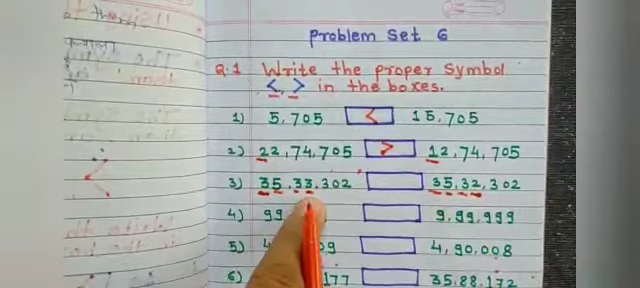 Problem Set 6
Q.1 Write the proper symbol
<, > in the boxes.
1) 5,705 < 15,705
2) 22,74,705 > 12,74,705
3) 35,33,302 35,32,302
4) 99 9,99,999
5) 4,90,008
6) 177 35,88,172